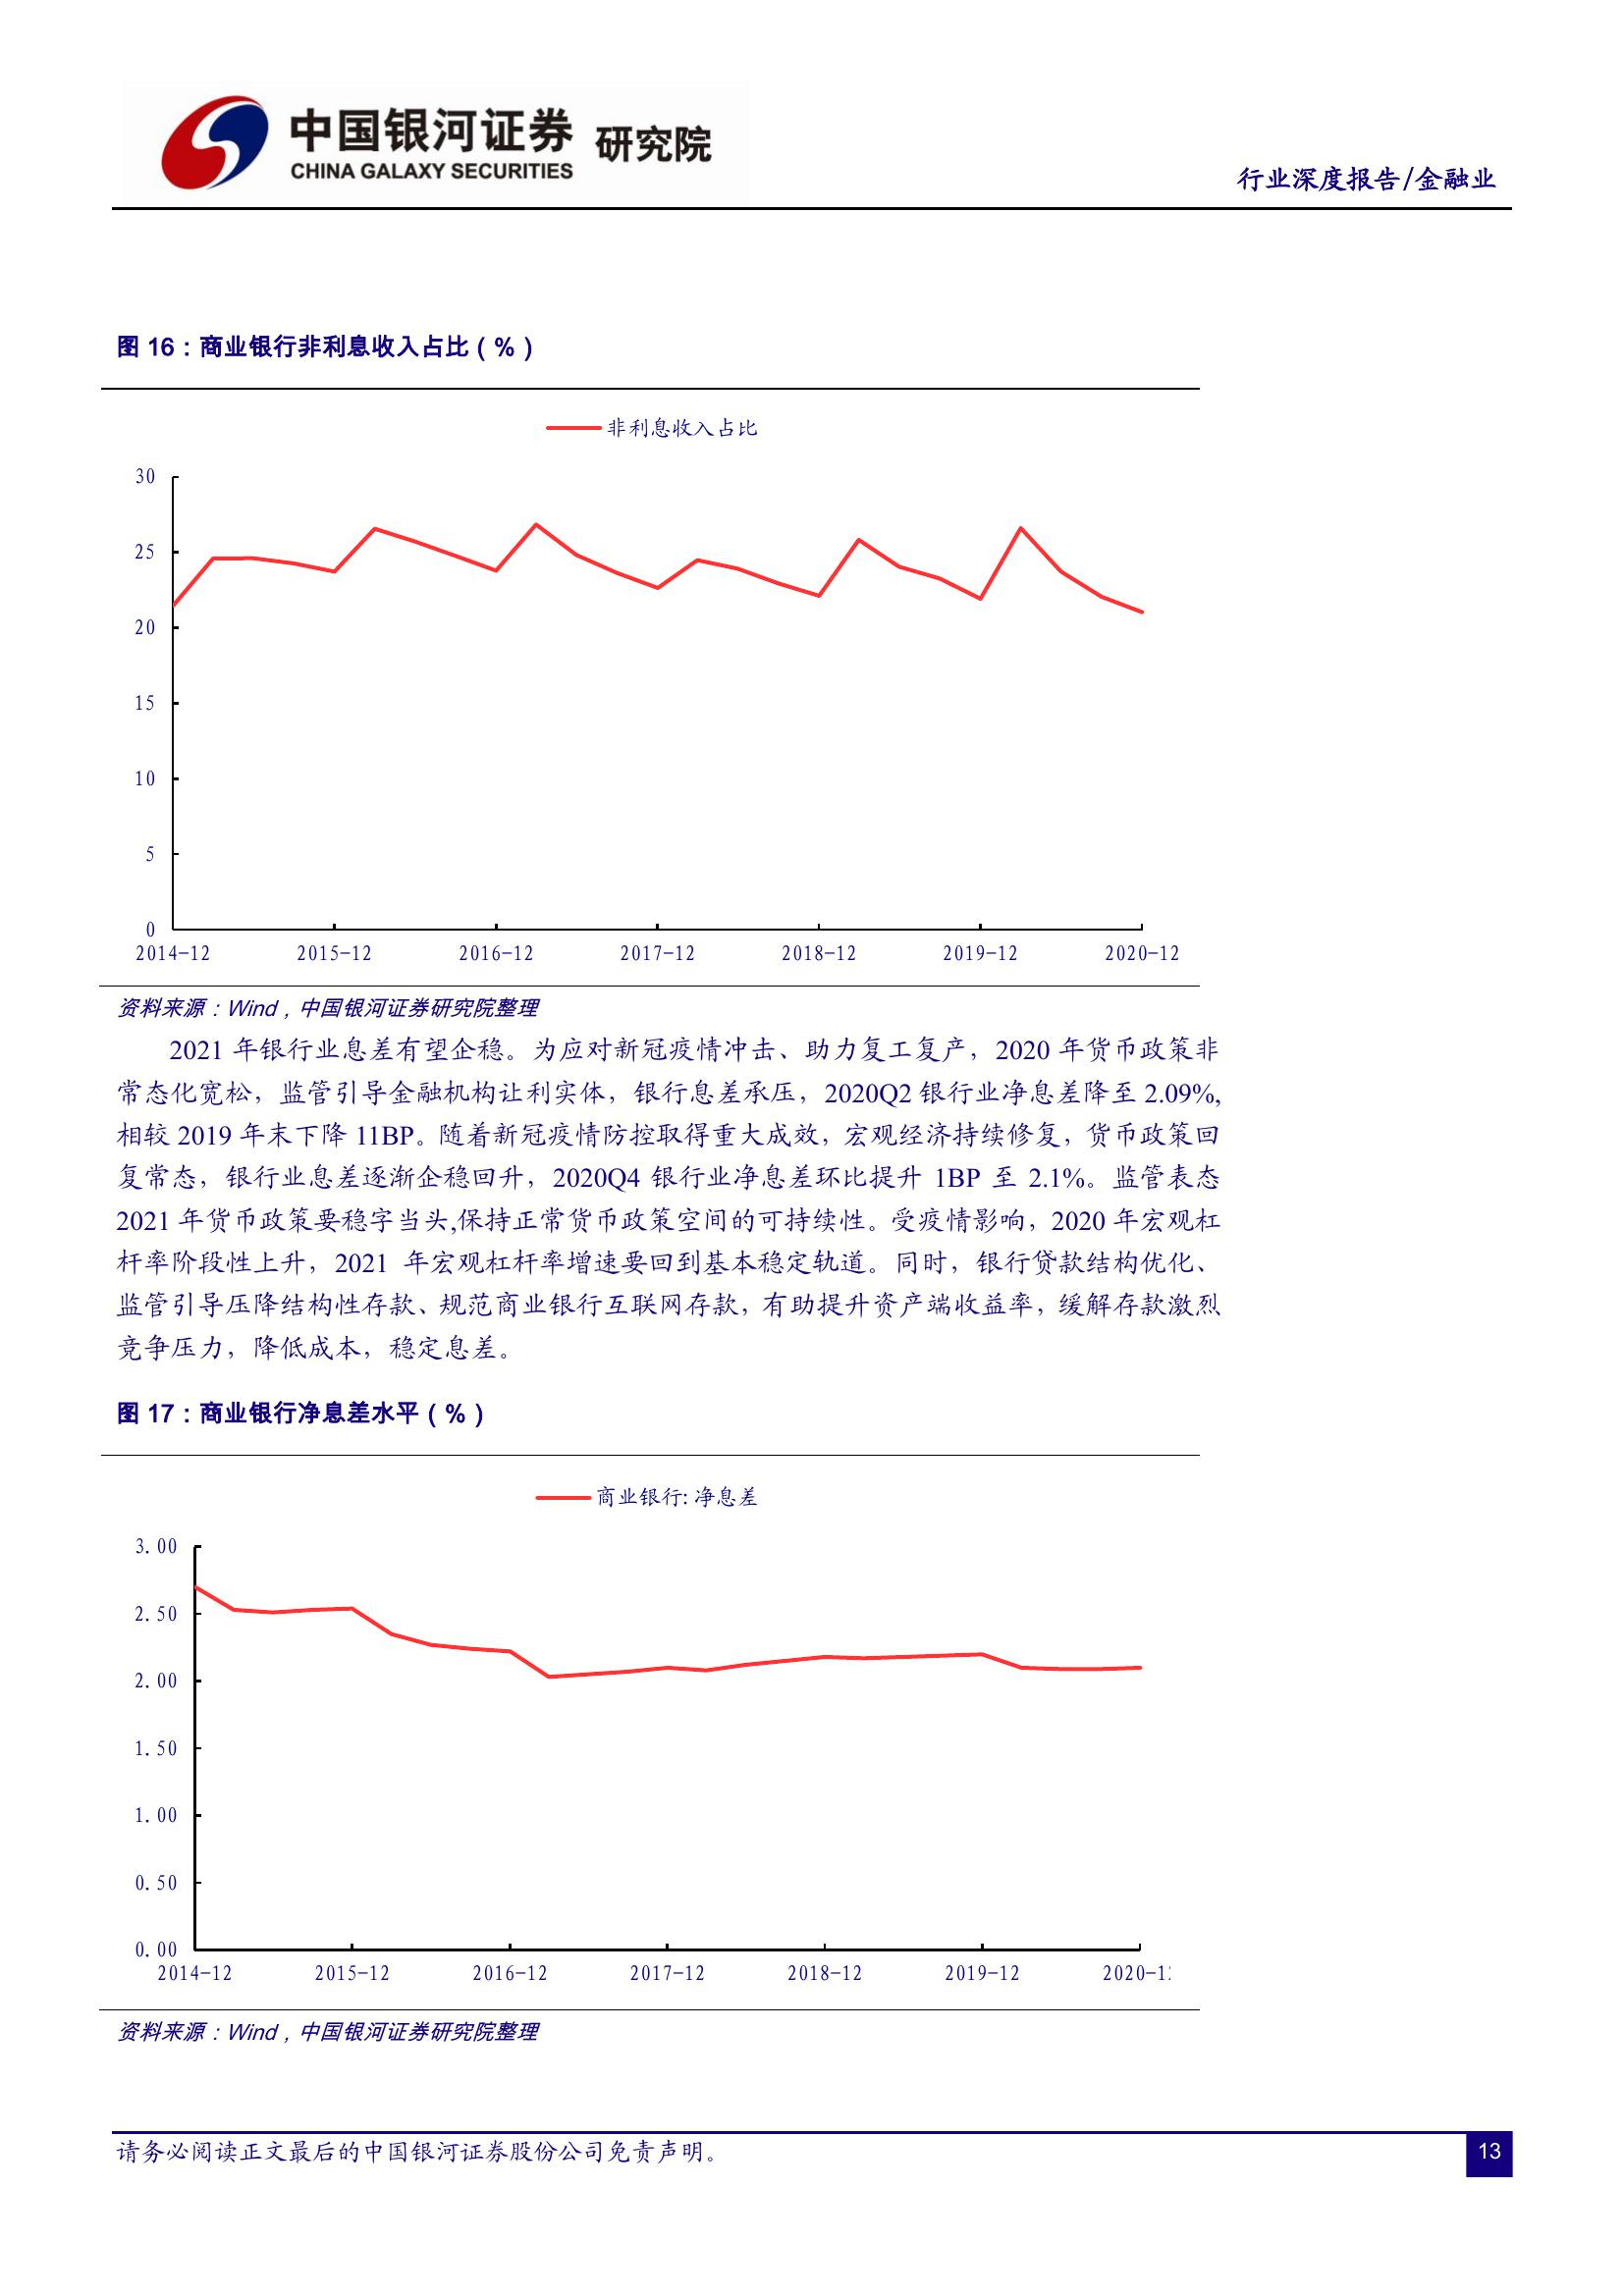 中国银河证券 研究院
CHINA GALAXY SECURITIES
行业深度报告/金融业
图 16：商业银行非利息收入占比（%）
非利息收入占比
30
25
20
15
10
5
0
2014-12 2015-12 2016-12 2017-12 2018-12 2019-12 2020-12
资料来源：Wind，中国银河证券研究院整理
2021 年银行业息差有望企稳。为应对新冠疫情冲击、助力复工复产，2020 年货币政策非
常态化宽松，监管引导金融机构让利实体，银行息差承压，2020Q2 银行业净息差降至 2.09%,
相较 2019 年末下降 11BP。随着新冠疫情防控取得重大成效，宏观经济持续修复，货币政策回
复常态，银行业息差逐渐企稳回升，2020Q4 银行业净息差环比提升 1BP 至 2.1%。监管表态
2021 年货币政策要稳字当头,保持正常货币政策空间的可持续性。受疫情影响，2020 年宏观杠
杆率阶段性上升，2021 年宏观杠杆率增速要回到基本稳定轨道。同时，银行贷款结构优化、
监管引导压降结构性存款、规范商业银行互联网存款，有助提升资产端收益率，缓解存款激烈
竞争压力，降低成本，稳定息差。
图 17：商业银行净息差水平（%）
商业银行:净息差
3.00
2.50
2.00
1.50
1.00
0.50
0.00
2014-12 2015-12 2016-12 2017-12 2018-12 2019-12 2020-1
资料来源：Wind，中国银河证券研究院整理
请务必阅读正文最后的中国银河证券股份公司免责声明。
13